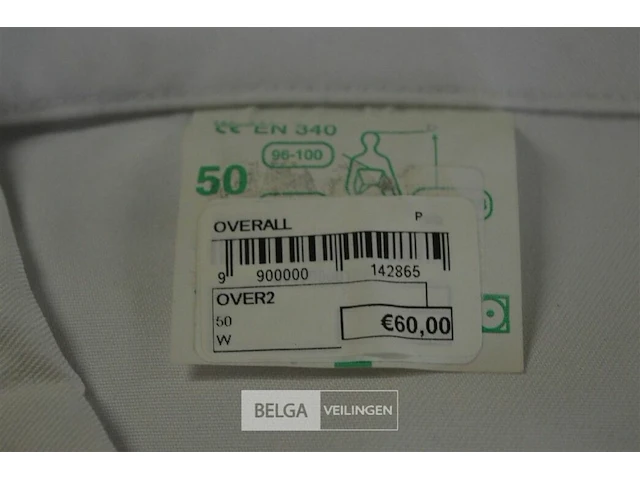 CE EN 340
96-100
50
OVERALL
P
9 900000 142865
OVER2
50
W
€60,00
BELGA VEILINGEN